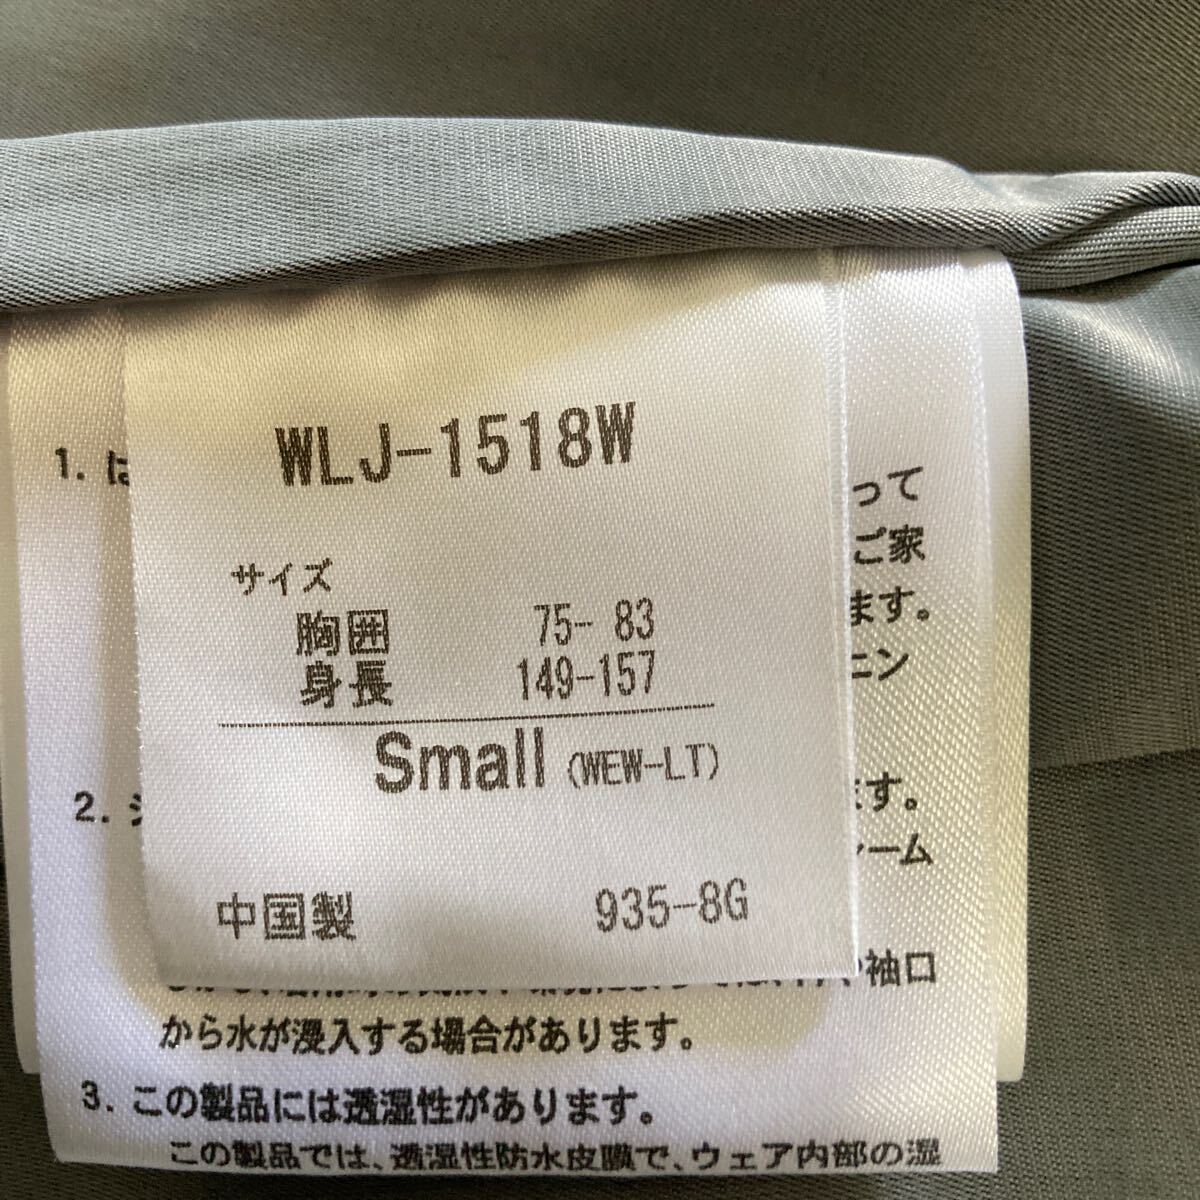 WLJ-1518W
サイズ
胸囲 75- 83
身長 149-157
Small (WEW-LT)
中国製 935-8G
1. は
って
ご家
ます。
ニン
2.
ます。
ーム
袖口
から水が浸入する場合があります。
3. この製品には透湿性があります。
この製品では、透湿性防水皮膜で、ウェア内部の湿